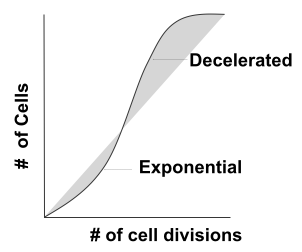 Decelerated
# of Cells
Exponential
# of cell divisions